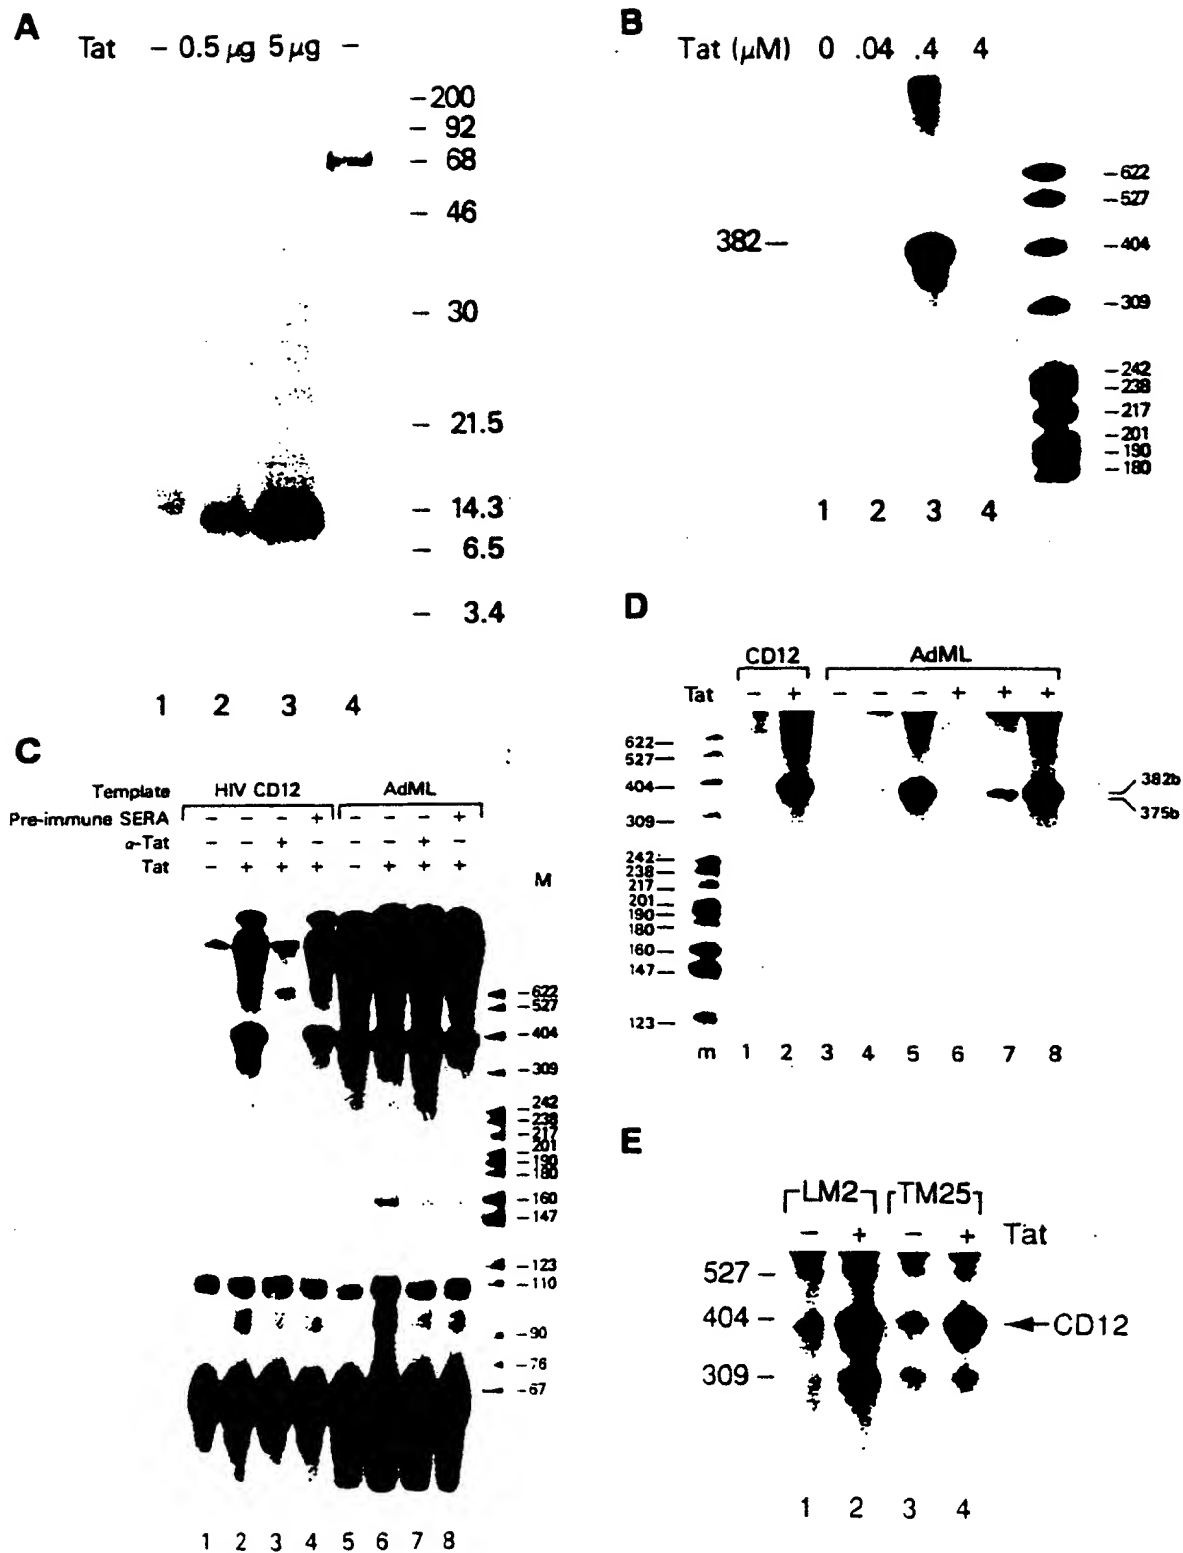 A
Tat – 0.5 μg 5 μg –
– 200
– 92
– 68
– 46
– 30
– 21.5
– 14.3
– 6.5
– 3.4
1 2 3 4
B
Tat (μM) 0 .04 .4 4
382–
–622
–527
–404
–309
–242
–238
–217
–201
–190
–180
1 2 3 4
C
Template HIV CD12 AdML
Pre-immune SERA – – – + – – – +
α-Tat – – + – – – + –
Tat – + + + – + + +
M
–622
–527
–404
–309
–242
–238
–217
–201
–190
–180
–160
–147
–123
–110
–90
–76
–67
1 2 3 4 5 6 7 8
D
CD12 AdML
Tat – + – – – + + +
622–
527–
404–
309–
242–
238–
217–
201–
190–
180–
160–
147–
123–
382b
375b
m 1 2 3 4 5 6 7 8
E
LM2 TM25
– + – + Tat
527 –
404 –
309 –
CD12
1 2 3 4